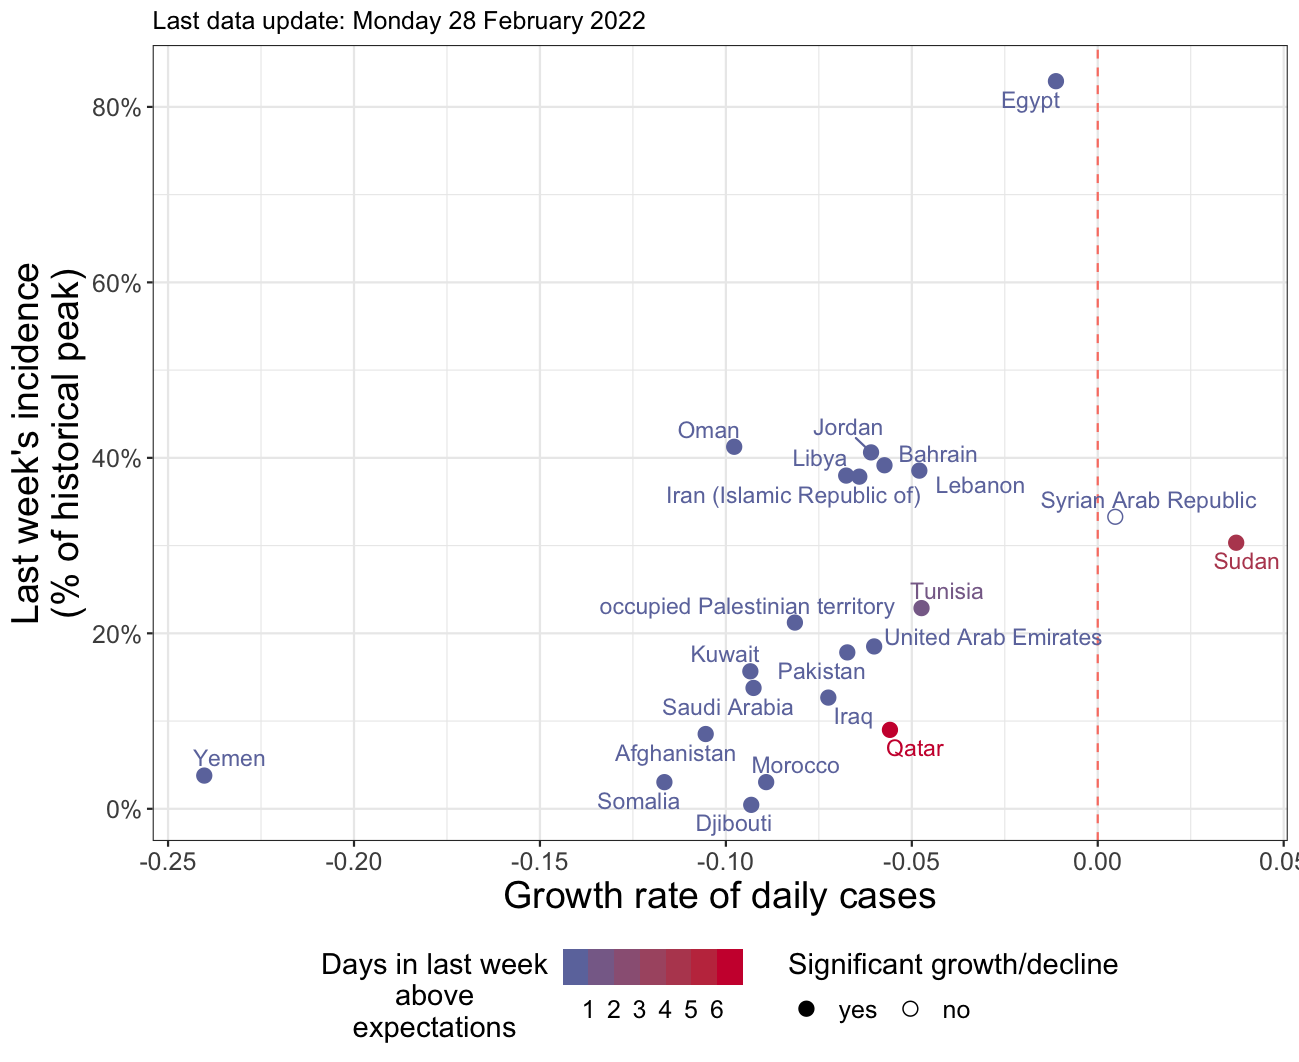 Last data update: Monday 28 February 2022
Last week's incidence
(% of historical peak)
80%
60%
40%
20%
0%
Egypt
Oman
Jordan
Libya
Bahrain
Iran (Islamic Republic of)
Lebanon
Syrian Arab Republic
Sudan
Tunisia
occupied Palestinian territory
United Arab Emirates
Kuwait
Pakistan
Saudi Arabia
Iraq
Qatar
Afghanistan
Yemen
Morocco
Somalia
Djibouti
-0.25 -0.20 -0.15 -0.10 -0.05 0.00 0.05
Growth rate of daily cases
Days in last week
above
expectations
1 2 3 4 5 6
Significant growth/decline
yes no